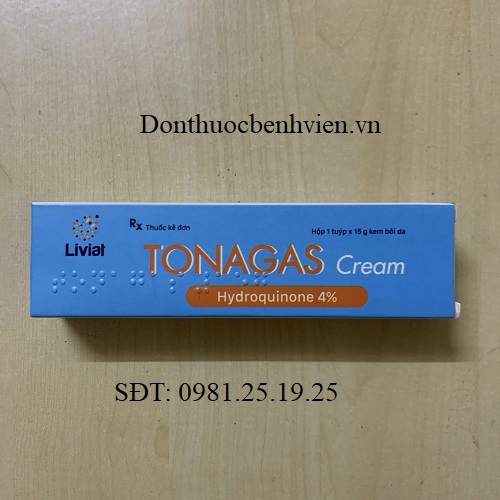 Donthuocbenhvien.vn
Livial
Rx Thuốc kê đơn
Hộp 1 tuýp x 15 g kem bôi da
TONAGAS Cream
Hydroquinone 4%
SĐT: 0981.25.19.25